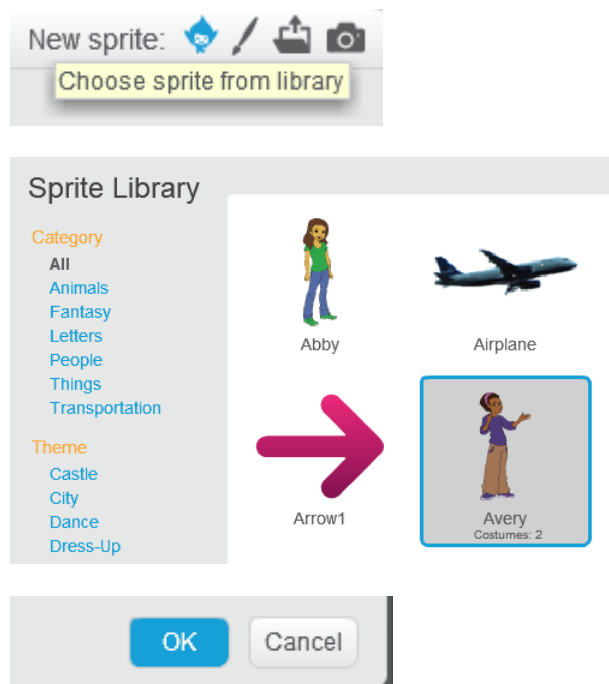 New sprite:
Choose sprite from library
Sprite Library
Category
All
Animals
Fantasy
Letters
People
Things
Transportation
Theme
Castle
City
Dance
Dress-Up
Abby
Airplane
Arrow1
Avery
Costumes: 2
OK
Cancel